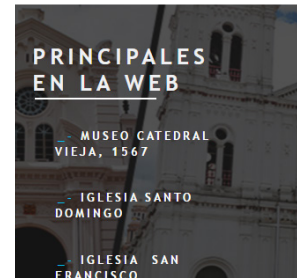 PRINCIPALES
EN LA WEB
_- MUSEO CATEDRAL
VIEJA, 1567
_- IGLESIA SANTO
DOMINGO
_- IGLESIA SAN
FRANCISCO